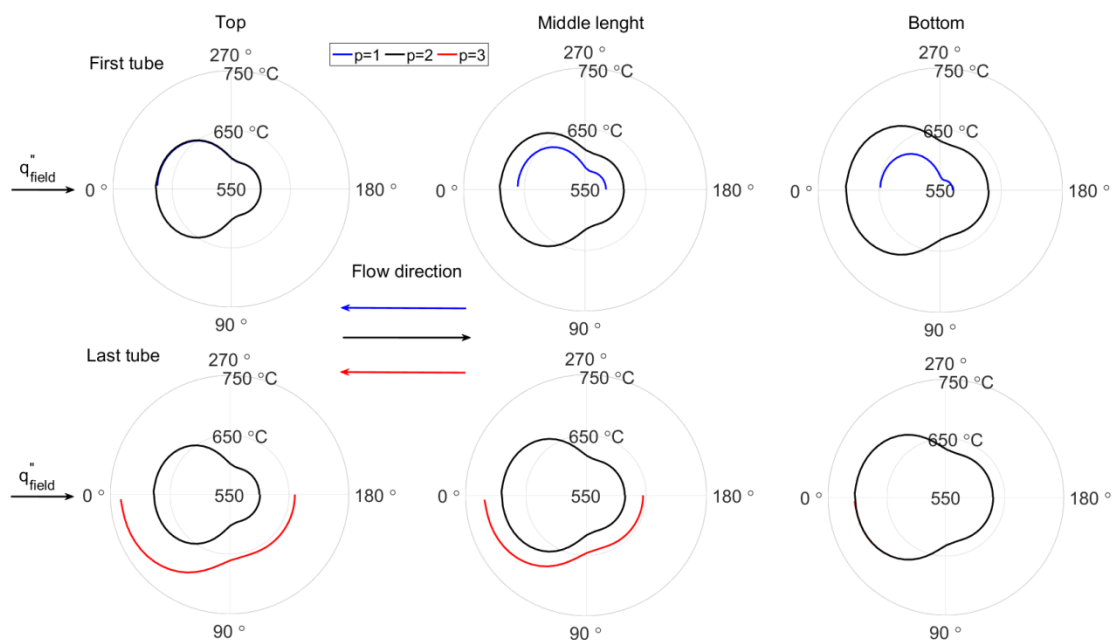 Top
Middle lenght
Bottom
First tube
p=1 p=2 p=3
270 °
750 °C
650 °C
q"field
0 °
550
180 °
90 °
270 °
750 °C
650 °C
0 °
550
180 °
90 °
270 °
750 °C
650 °C
0 °
550
180 °
90 °
Flow direction
Last tube
270 °
750 °C
650 °C
q"field
0 °
550
180 °
90 °
270 °
750 °C
650 °C
0 °
550
180 °
90 °
270 °
750 °C
650 °C
0 °
550
180 °
90 °